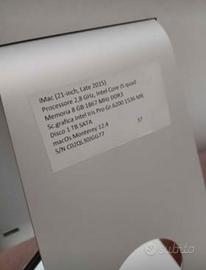 iMac (21-inch, Late 2015)
Processore 2,8 GHz, Intel Core i5 quad
Memoria 8 GB 1867 MHz DDR3
Sc.grafica Intel Iris Pro Gr 6200 1536 MB
Disco 1 TB SATA
macOs Monterey 12.4
57
S/N
subito